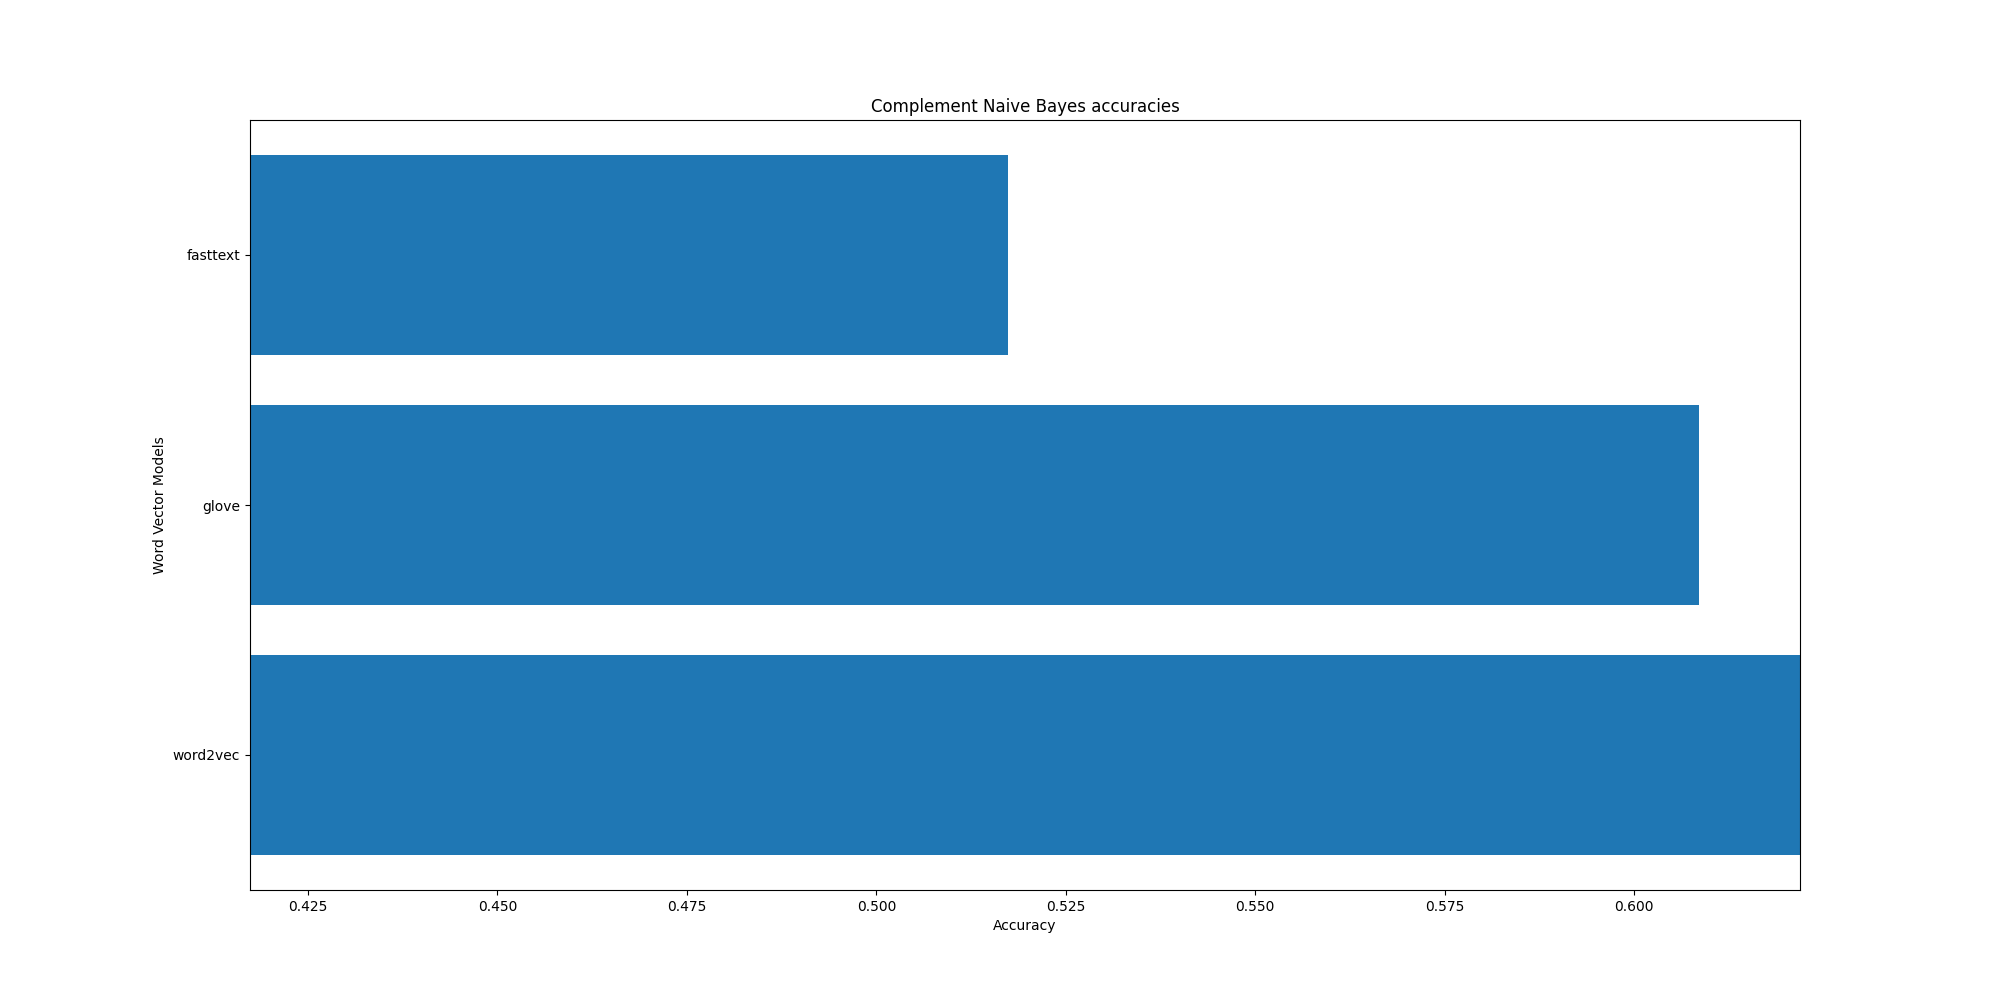 Complement Naive Bayes accuracies
fasttext
glove
word2vec
Word Vector Models
0.425 0.450 0.475 0.500 0.525 0.550 0.575 0.600
Accuracy